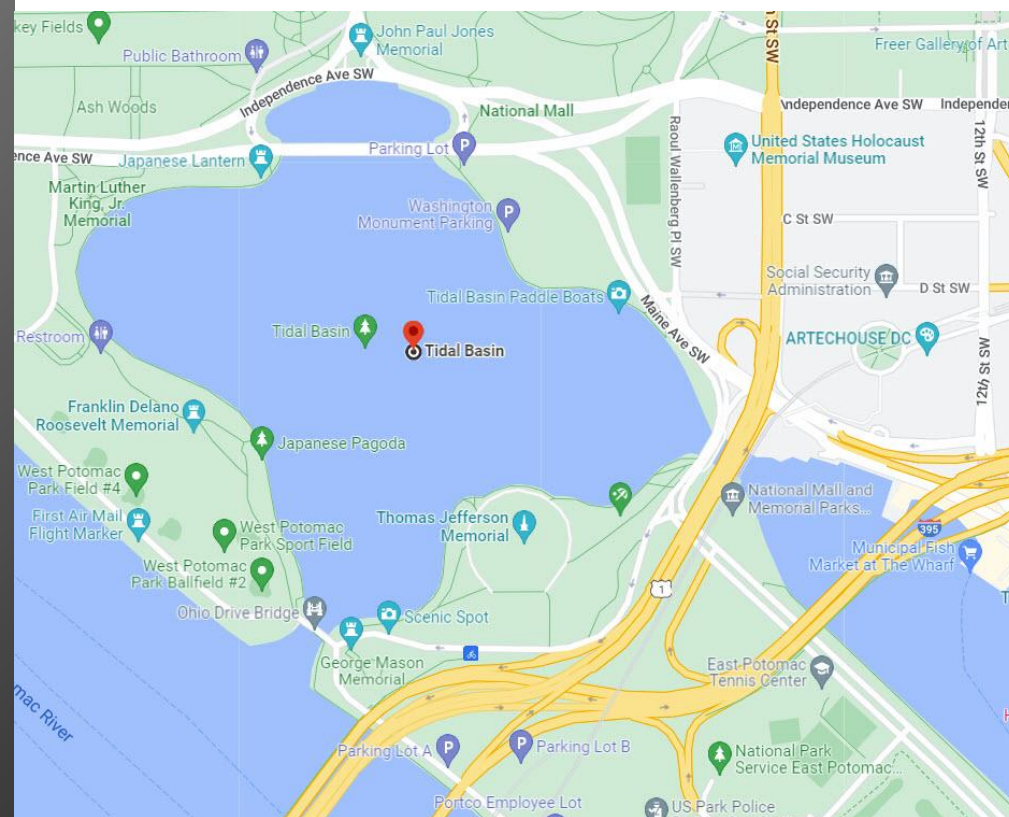 key Fields
John Paul Jones
Memorial
Public Bathroom
n St SW
Freer Gallery of Art
Independence Ave SW
Ash Woods
National Mall
Independence Ave SW
Independen
ence Ave SW
Japanese Lantern
Parking Lot
Raoul Wallenberg Pl SW
United States Holocaust
Memorial Museum
12th St SW
Martin Luther
King, Jr.
Memorial
Washington
Monument Parking
C St SW
Social Security
Administration
D St SW
Tidal Basin Paddle Boats
Maine Ave SW
Restroom
Tidal Basin
Tidal Basin
ARTECHOUSE DC
12th St SW
Franklin Delano
Roosevelt Memorial
Japanese Pagoda
West Potomac
Park Field #4
First Air Mail
Flight Marker
Thomas Jefferson
Memorial
National Mall and
Memorial Parks...
395
West Potomac
Park Sport Field
Municipal Fish
Market at The Wharf
West Potomac
Park Ballfield #2
1
T
Ohio Drive Bridge
Scenic Spot
George Mason
Memorial
East Potomac
Tennis Center
mac River
H
Parking Lot A
Parking Lot B
National Park
Service East Potomac...
Portco Employee Lot
US Park Police